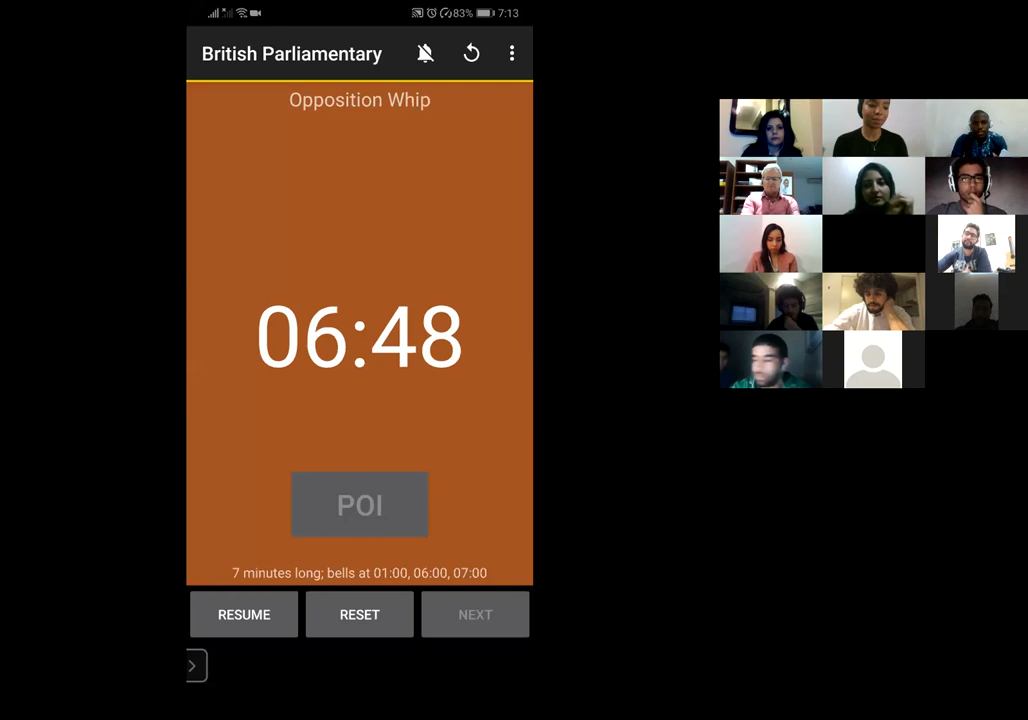 83% 7:13
British Parliamentary
Opposition Whip
06:48
POI
7 minutes long; bells at 01:00, 06:00, 07:00
RESUME RESET NEXT